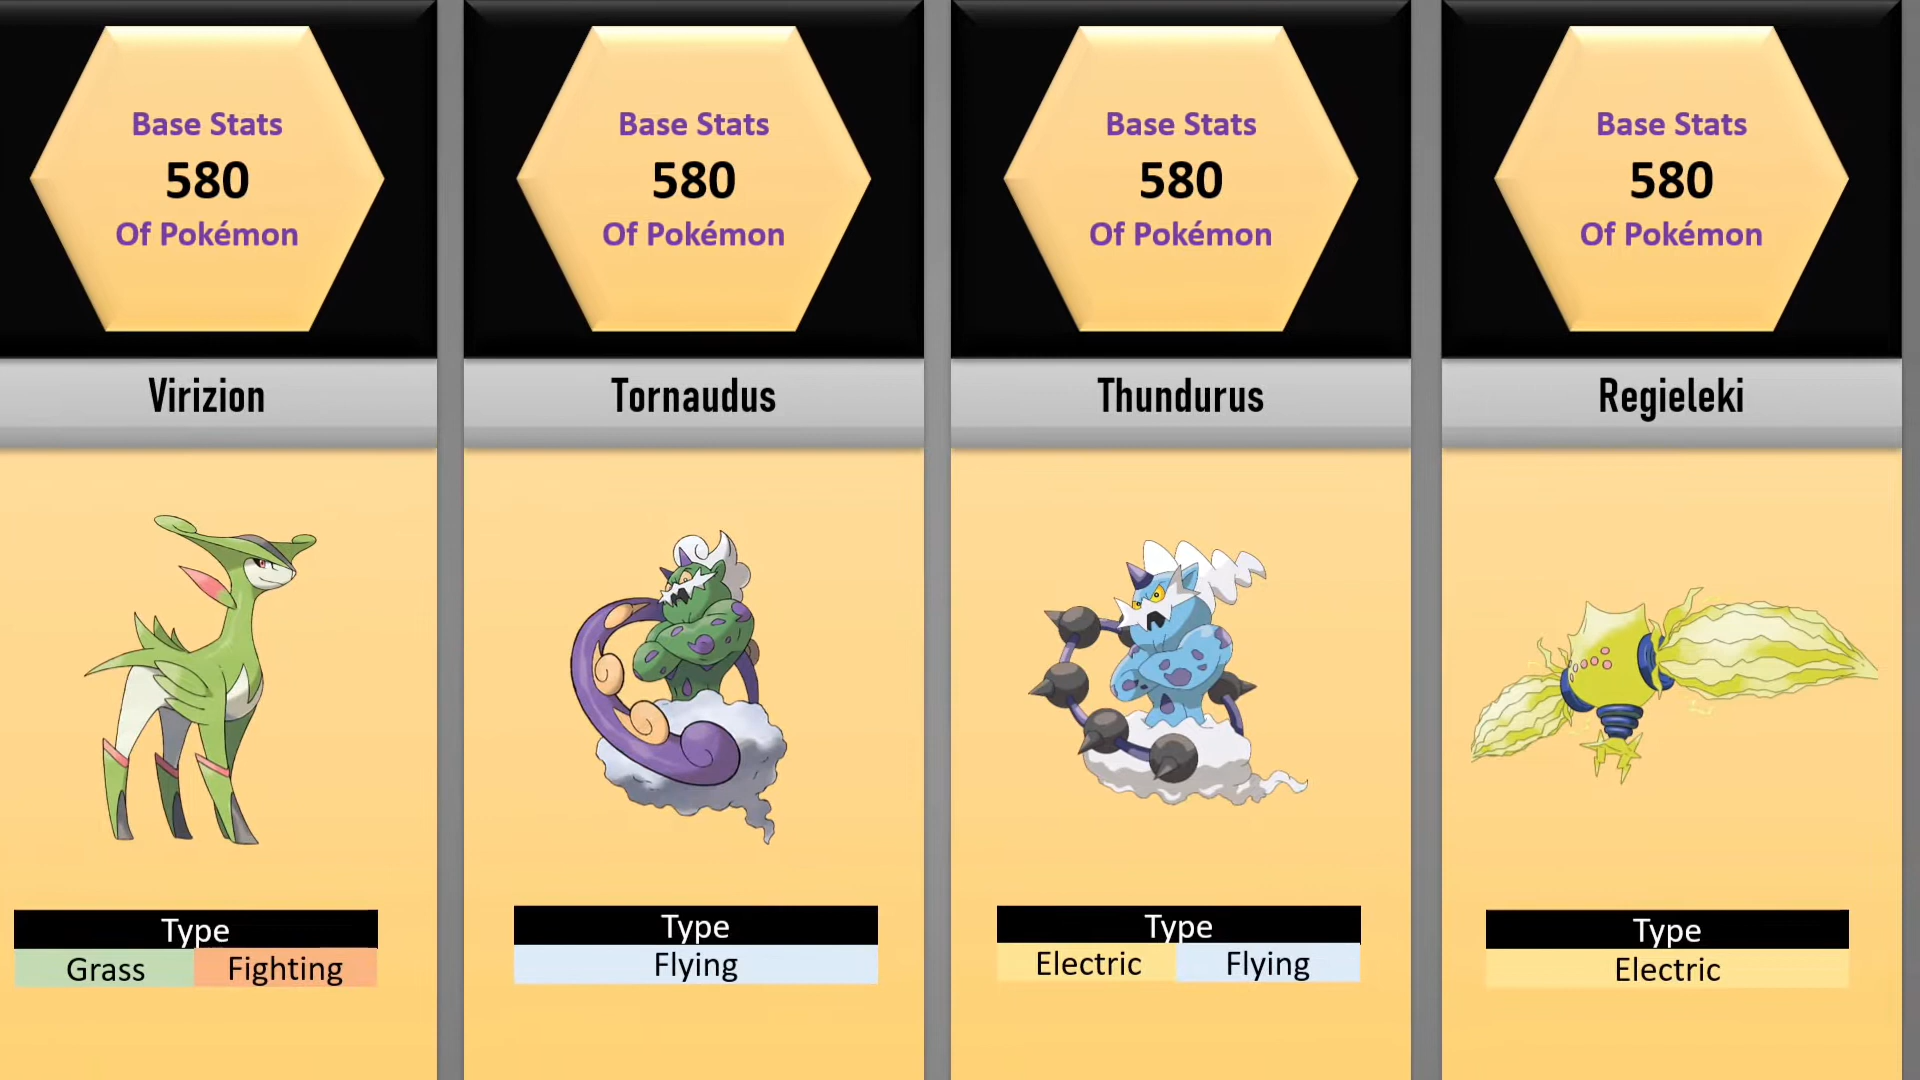 Base Stats
580
Of Pokémon
Virizion
Type
Grass Fighting
Base Stats
580
Of Pokémon
Tornaudus
Type
Flying
Base Stats
580
Of Pokémon
Thundurus
Type
Electric Flying
Base Stats
580
Of Pokémon
Regieleki
Type
Electric